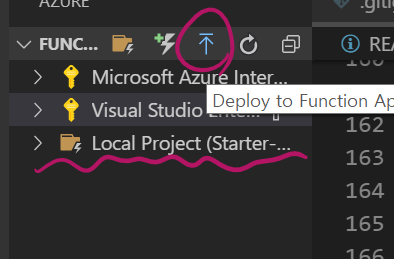 AZURE
.giti
FUNC...
REA
Microsoft Azure Inter...
Visual Studio Ente...
Deploy to Function Ap
162
Local Project (Starter-...
163
164
165
166